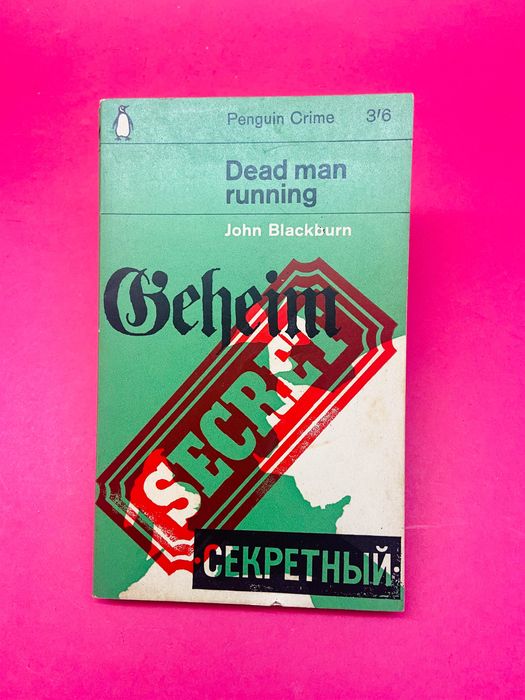 Penguin Crime 3'6
Dead man
running
John Blackburn
Geheim
SECRET
·СЕКРЕТНЫЙ·